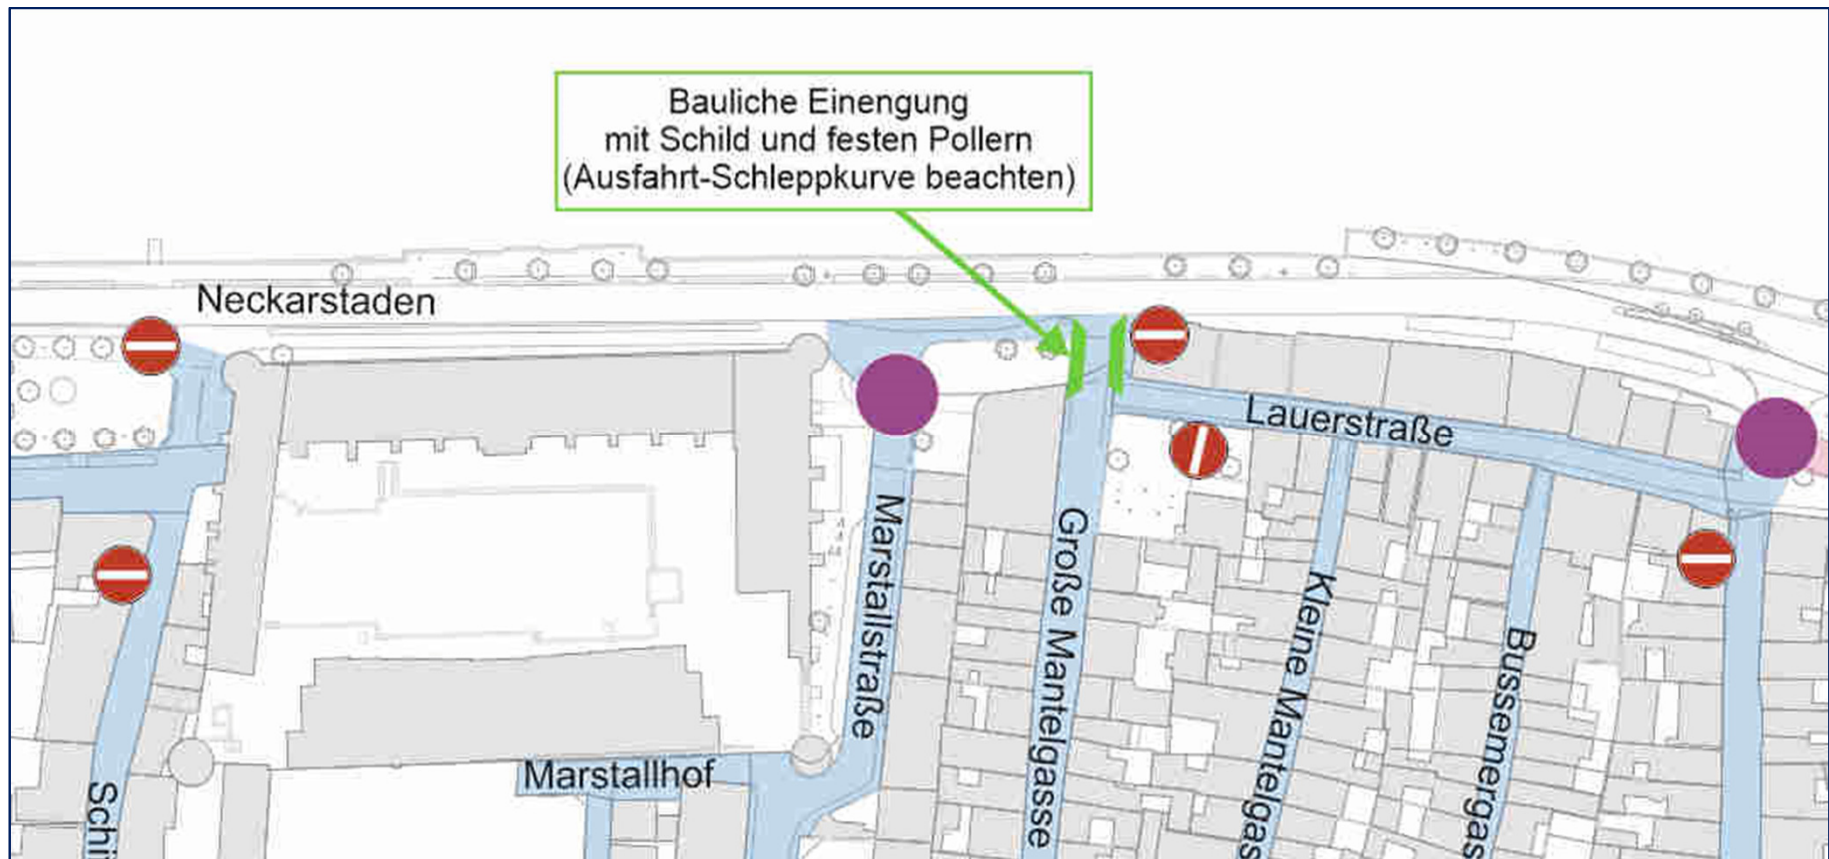 Bauliche Einengung
mit Schild und festen Pollern
(Ausfahrt-Schleppkurve beachten)
Neckarstaden
Lauerstraße
Marstallstraße
Große Mantelgasse
Kleine Mantelgas
Bussemergas
Marstallhof
Schi